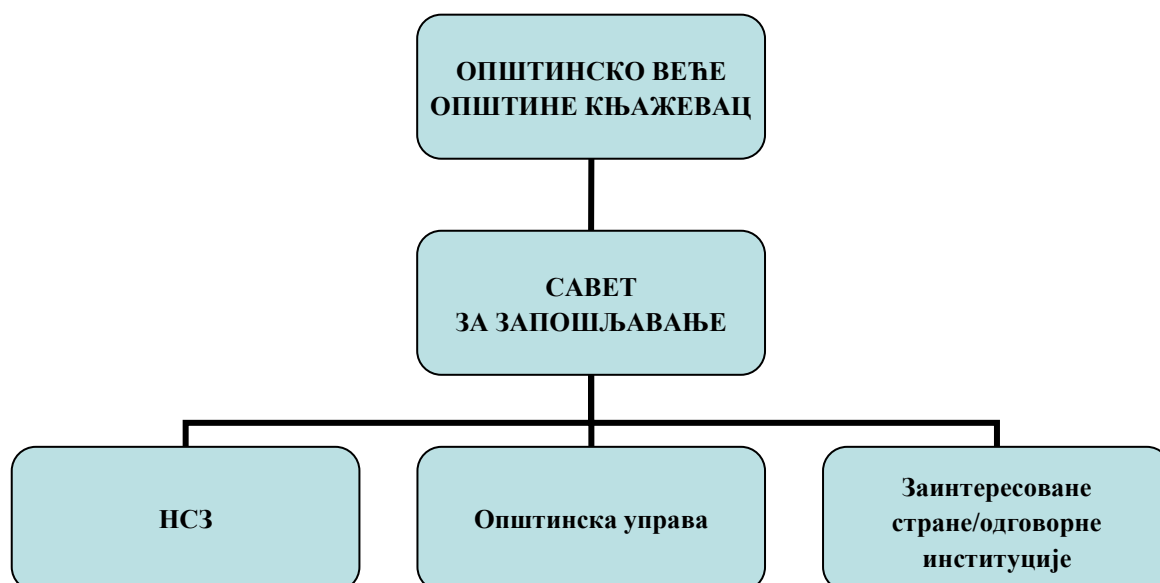 ОПШТИНСКО ВЕЋЕ
ОПШТИНЕ КЊАЖЕВАЦ
САВЕТ
ЗА ЗАПОШЉАВАЊЕ
НСЗ
Општинска управа
Заинтересоване
стране/одговорне
институције